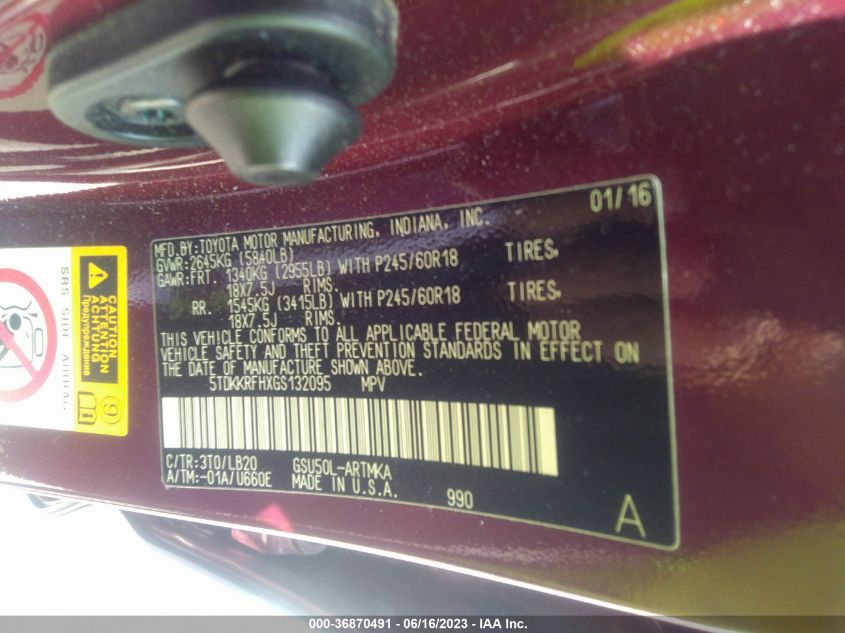 01/16
MFD.BY:TOYOTA MOTOR MANUFACTURING, INDIANA, INC.
GVWR:2645KG (5840LB)
GAWR:FRT. 1340KG (2955LB) WITH P245/60R18 TIRES,
18X7.5J RIMS.
RR. 1545KG (3415LB) WITH P245/60R18 TIRES,
18X7.5J RIMS.
THIS VEHICLE CONFORMS TO ALL APPLICABLE FEDERAL MOTOR
VEHICLE SAFETY AND THEFT PREVENTION STANDARDS IN EFFECT ON
THE DATE OF MANUFACTURE SHOWN ABOVE.
5TDKKRFHXGS132095 MPV
C/TR:3T0/LB20 GSU50L-ARTMKA
A/TM:-01A/U660E MADE IN U.S.A.
990
A
CAUTION
ATTENTION
ACHTUNG
Предупреждение
SRS SIDE AIRBAG
000-36870491 - 06/16/2023 - IAA Inc.